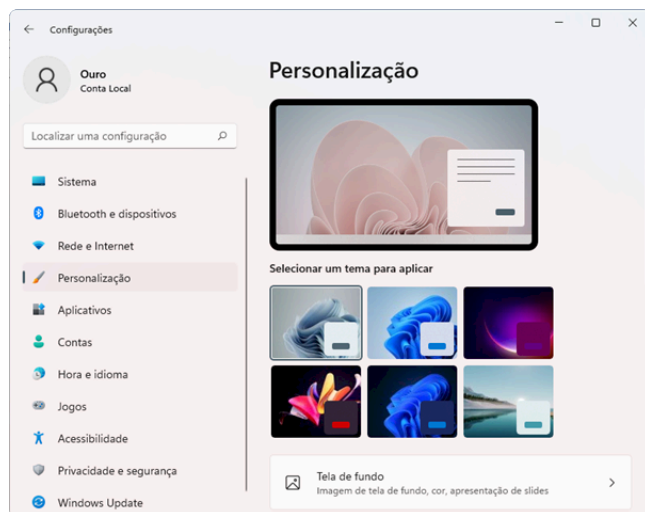 Configurações
Ouro
Conta Local
Localizar uma configuração
Sistema
Bluetooth e dispositivos
Rede e Internet
Personalização
Aplicativos
Contas
Hora e idioma
Jogos
Acessibilidade
Privacidade e segurança
Windows Update
Personalização
Selecionar um tema para aplicar
Tela de fundo
Imagem de tela de fundo, cor, apresentação de slides